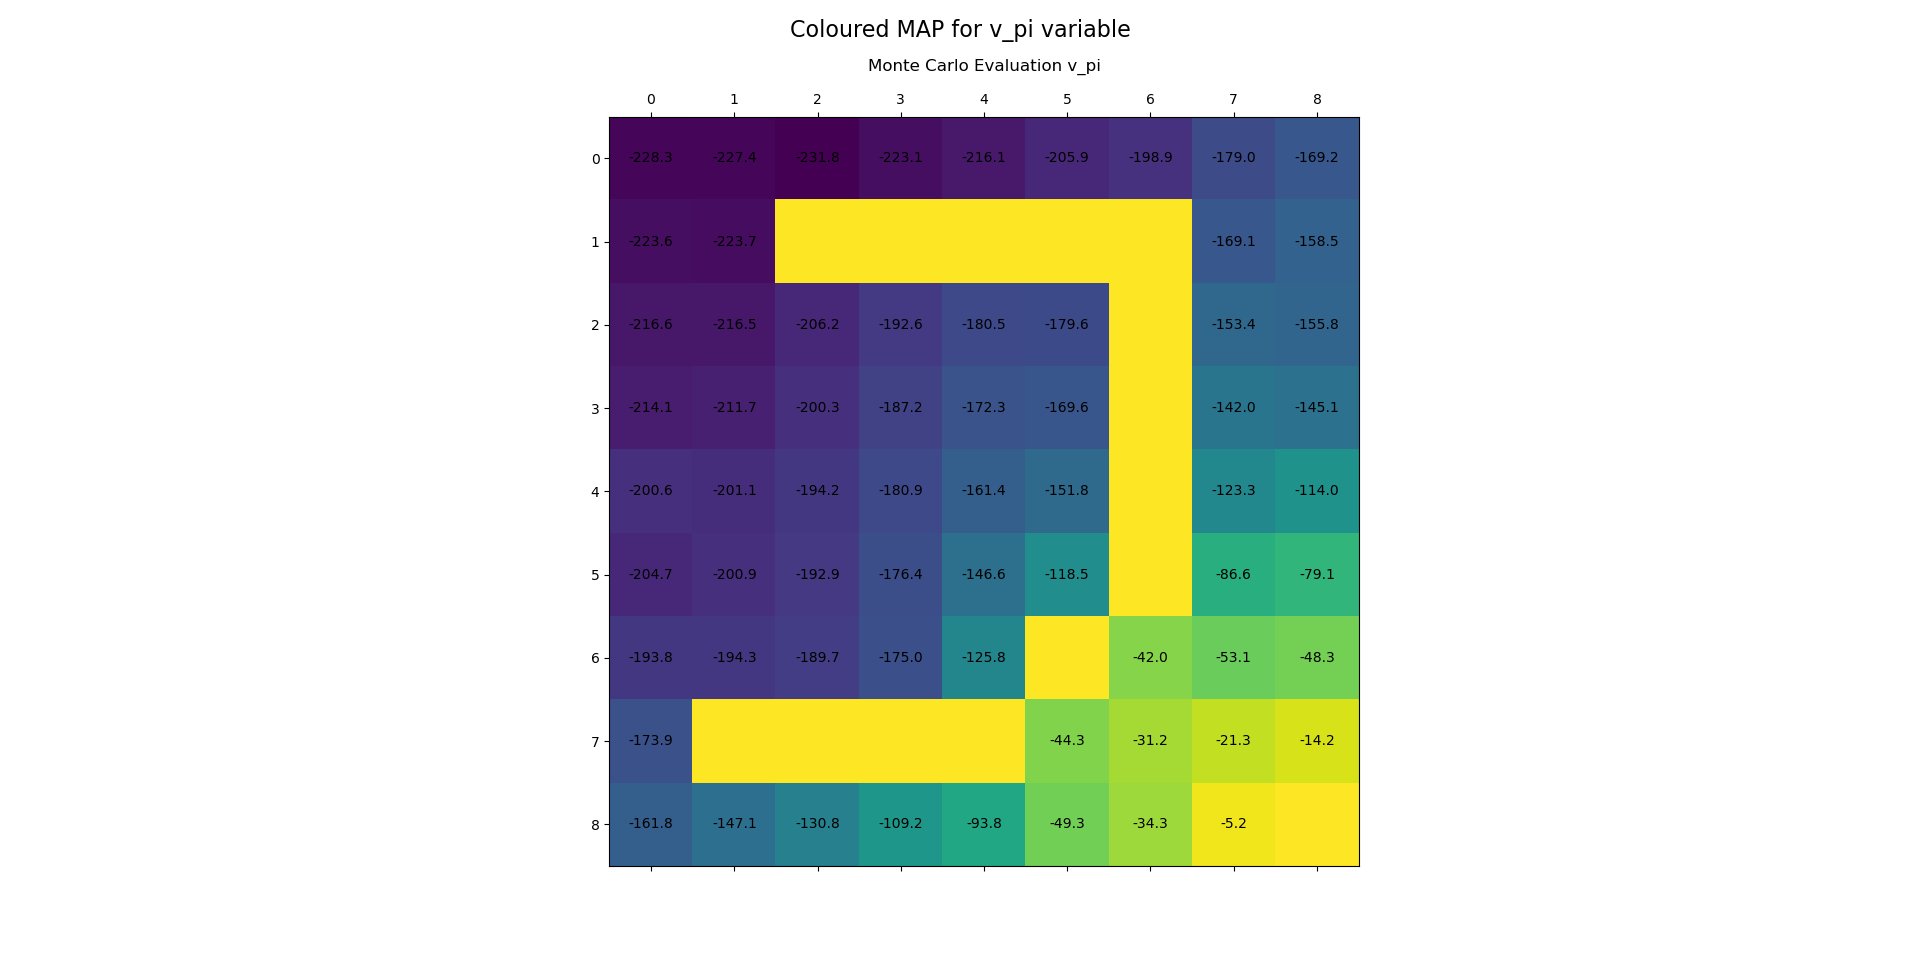 Coloured MAP for v_pi variable
Monte Carlo Evaluation v_pi
0 1 2 3 4 5 6 7 8
0 -228.3 -227.4 -231.8 -223.1 -216.1 -205.9 -198.9 -179.0 -169.2
1 -223.6 -223.7 -169.1 -158.5
2 -216.6 -216.5 -206.2 -192.6 -180.5 -179.6 -153.4 -155.8
3 -214.1 -211.7 -200.3 -187.2 -172.3 -169.6 -142.0 -145.1
4 -200.6 -201.1 -194.2 -180.9 -161.4 -151.8 -123.3 -114.0
5 -204.7 -200.9 -192.9 -176.4 -146.6 -118.5 -86.6 -79.1
6 -193.8 -194.3 -189.7 -175.0 -125.8 -42.0 -53.1 -48.3
7 -173.9 -44.3 -31.2 -21.3 -14.2
8 -161.8 -147.1 -130.8 -109.2 -93.8 -49.3 -34.3 -5.2